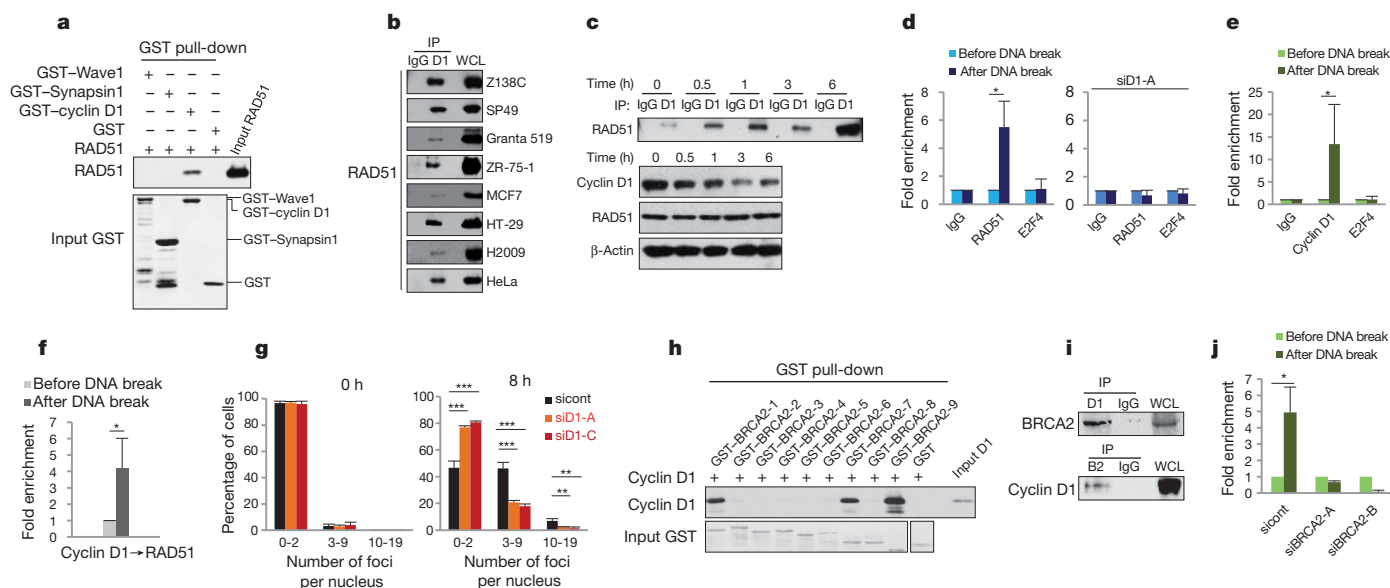 a
GST pull-down
GST–Wave1 + – – –
GST–Synapsin1 – + – –
GST–cyclin D1 – – + –
GST – – – +
RAD51 + + + +
Input RAD51
RAD51
Input GST
GST–Wave1
GST–cyclin D1
GST–Synapsin1
GST
b
IP
IgG D1 WCL
RAD51
Z138C
SP49
Granta 519
ZR-75-1
MCF7
HT-29
H2009
HeLa
c
Time (h) 0 0.5 1 3 6
IP: IgG D1 IgG D1 IgG D1 IgG D1 IgG D1
RAD51
Time (h) 0 0.5 1 3 6
Cyclin D1
RAD51
β-Actin
d
Before DNA break
After DNA break
Fold enrichment
8
7
6
5
4
3
2
1
0
*
IgG
RAD51
E2F4
siD1-A
8
7
6
5
4
3
2
1
0
IgG
RAD51
E2F4
e
Before DNA break
After DNA break
Fold enrichment
25
20
15
10
5
0
*
IgG
Cyclin D1
E2F4
f
Before DNA break
After DNA break
Fold enrichment
7
6
5
4
3
2
1
0
*
Cyclin D1→RAD51
g
Percentage of cells
100
80
60
40
20
0
0 h
0-2 3-9 10-19
Number of foci
per nucleus
100
80
60
40
20
0
8 h
sicont
siD1-A
siD1-C
***
***
***
***
**
**
0-2 3-9 10-19
Number of foci
per nucleus
h
GST pull-down
GST–BRCA2-1
GST–BRCA2-2
GST–BRCA2-3
GST–BRCA2-4
GST–BRCA2-5
GST–BRCA2-6
GST–BRCA2-7
GST–BRCA2-8
GST–BRCA2-9
GST
Input D1
Cyclin D1 + + + + + + + + + +
Cyclin D1
Input GST
i
IP
D1 IgG WCL
BRCA2
IP
B2 IgG WCL
Cyclin D1
j
Before DNA break
After DNA break
Fold enrichment
7
6
5
4
3
2
1
0
*
sicont
siBRCA2-A
siBRCA2-B